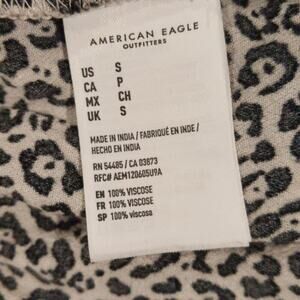 AMERICAN EAGLE
OUTFITTERS
US S
CA P
MX CH
UK S
MADE IN INDIA / FABRIQUÉ EN INDE /
HECHO EN INDIA
RN 54485 / CA 03873
RFC# AEM120605U9A
EN 100% VISCOSE
FR 100% VISCOSE
SP 100% viscosa